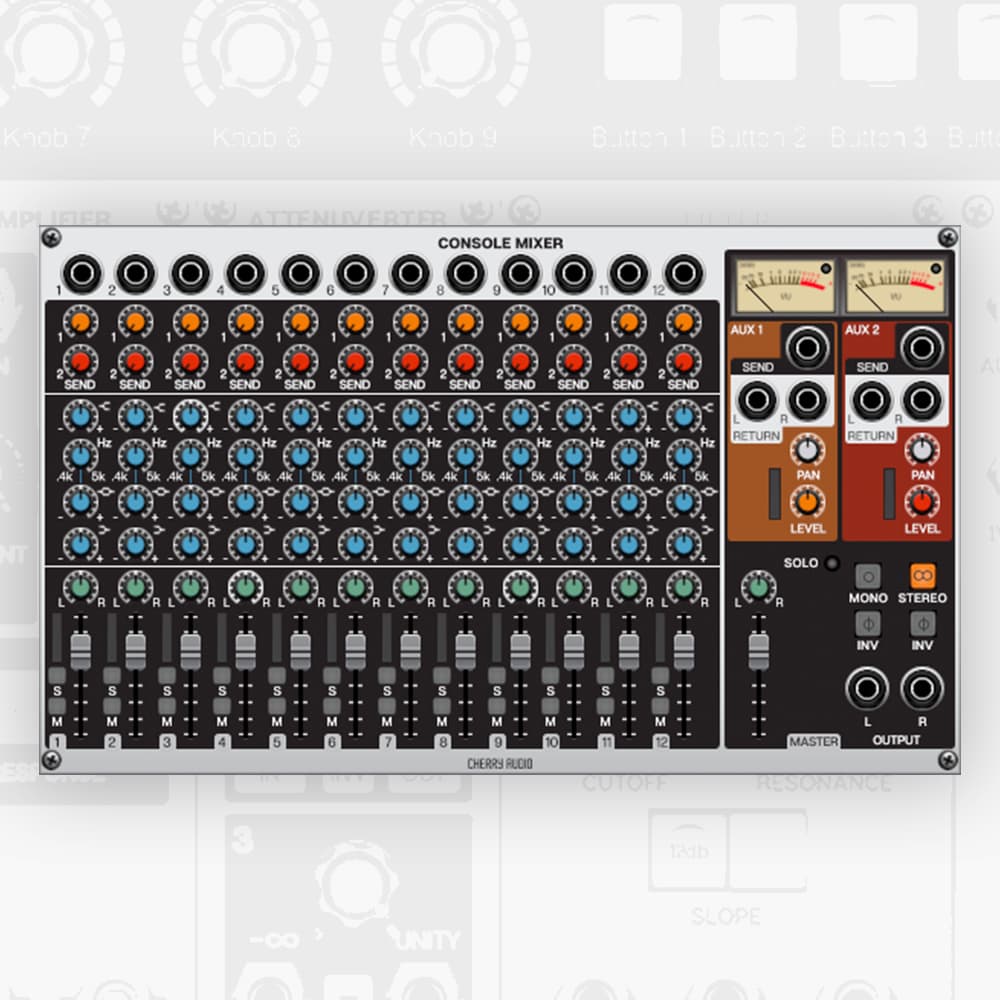 Knob 7 Knob 8 Knob 9 Button 1 Button 2 Button 3
ATTENUVERTER FILTER
CONSOLE MIXER
1 2 3 4 5 6 7 8 9 10 11 12
VU VU
AUX 1 AUX 2
1 1 1 1 1 1 1 1 1 1 1 1
SEND SEND
2 2 2 2 2 2 2 2 2 2 2 2
SEND SEND SEND SEND SEND SEND SEND SEND SEND SEND SEND SEND
L R L R
RETURN RETURN
- + - + - + - + - + - + - + - + - + - + - + - +
Hz Hz Hz Hz Hz Hz Hz Hz Hz Hz Hz Hz
.4k 5k .4k 5k .4k 5k .4k 5k .4k 5k .4k 5k .4k 5k .4k 5k .4k 5k .4k 5k .4k 5k .4k 5k
PAN PAN
- + - + - + - + - + - + - + - + - + - + - + - +
LEVEL LEVEL
- + - + - + - + - + - + - + - + - + - + - + - +
SOLO
MONO STEREO
L R L R L R L R L R L R L R L R L R L R L R L R L R
INV INV
S S S S S S S S S S S S
M M M M M M M M M M M M
L R
1 2 3 4 5 6 7 8 9 10 11 12 MASTER OUTPUT
CHERRY AUDIO
CUTOFF RESONANCE
3
12db
SLOPE
-∞ UNITY